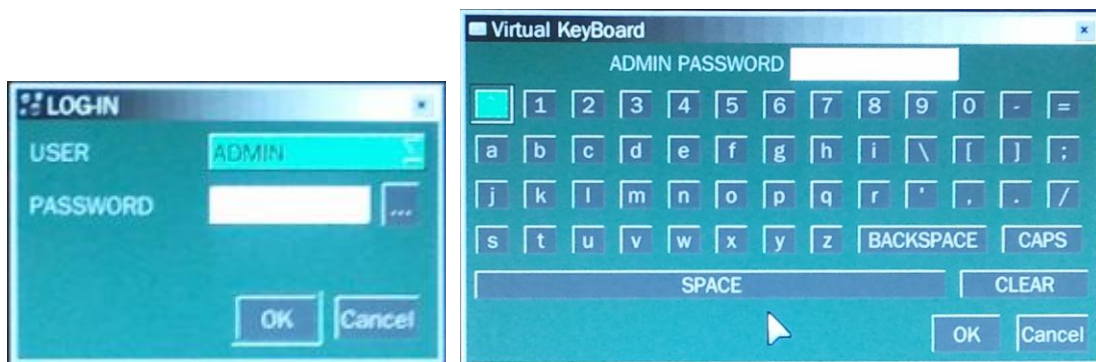 LOG-IN
USER ADMIN
PASSWORD ...
OK Cancel
Virtual KeyBoard
ADMIN PASSWORD
` 1 2 3 4 5 6 7 8 9 0 - =
a b c d e f g h i \ [ ] ;
j k l m n o p q r ' , . /
s t u v w x y z BACKSPACE CAPS
SPACE CLEAR
OK Cancel